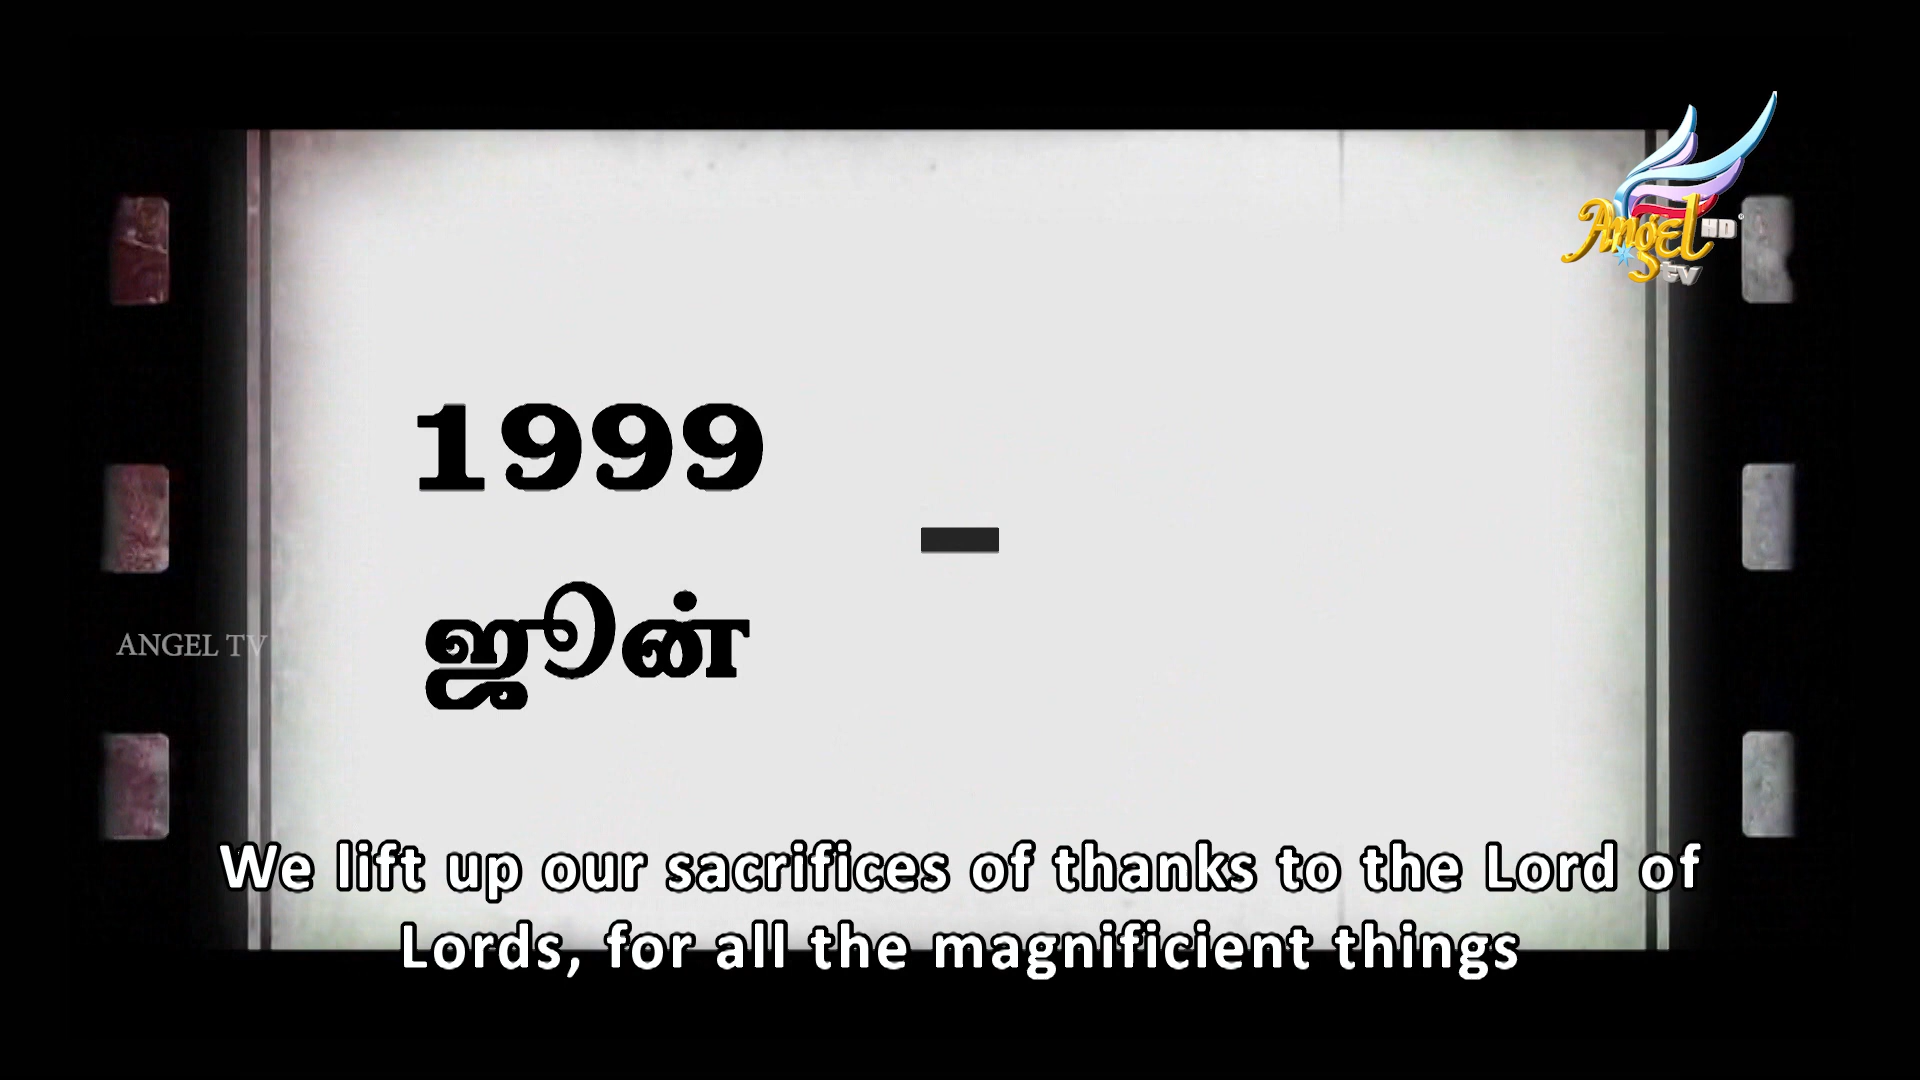 Angel HD
tv
1999
–
ஜூன்
ANGEL TV
We lift up our sacrifices of thanks to the Lord of
Lords, for all the magnificient things